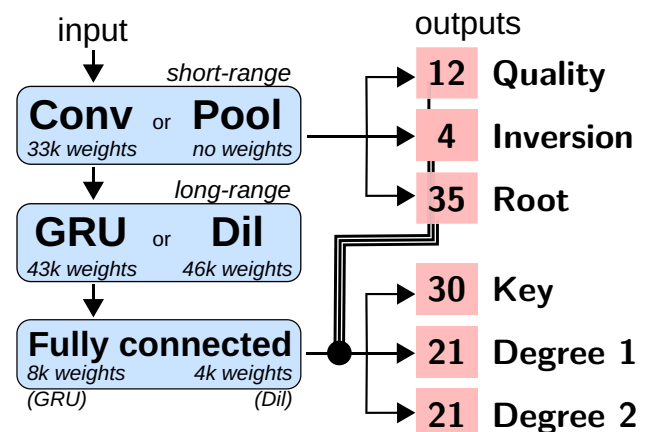 input
short-range
Conv or Pool
33k weights no weights
long-range
GRU or Dil
43k weights 46k weights
Fully connected
8k weights 4k weights
(GRU) (Dil)
outputs
12 Quality
4 Inversion
35 Root
30 Key
21 Degree 1
21 Degree 2